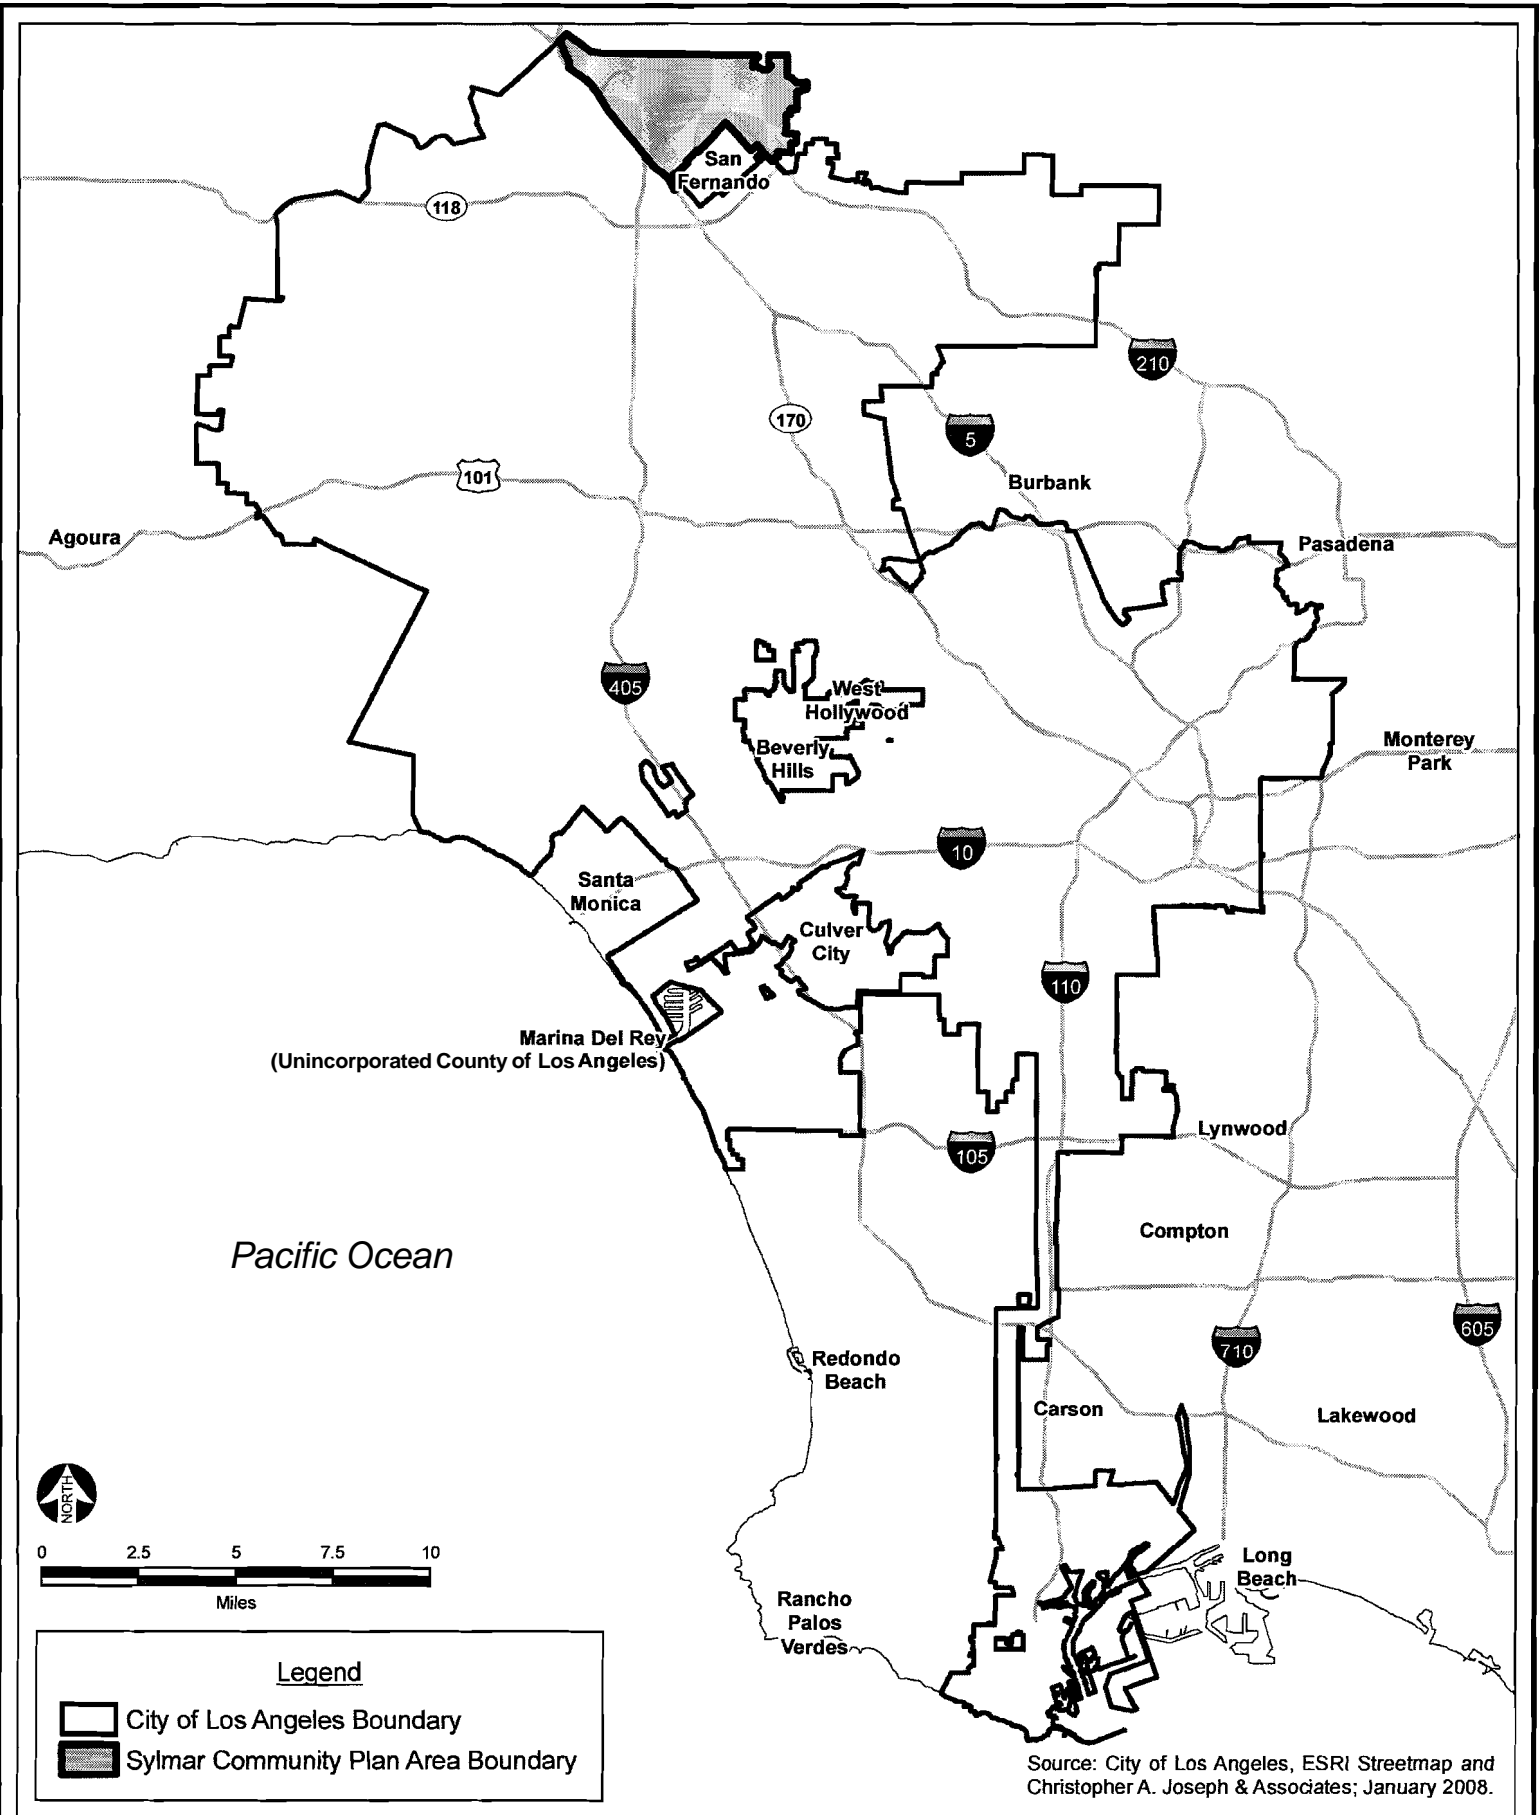 San
Fernando
118
210
170
5
101
Burbank
Agoura
Pasadena
405
West
Hollywood
Beverly
Hills
Monterey
Park
10
Santa
Monica
Culver
City
110
Marina Del Rey
(Unincorporated County of Los Angeles)
Lynwood
105
Compton
Pacific Ocean
605
710
Redondo
Beach
Carson
Lakewood
NORTH
0 2.5 5 7.5 10
Miles
Long
Beach
Rancho
Palos
Verdes
Legend
City of Los Angeles Boundary
Sylmar Community Plan Area Boundary
Source: City of Los Angeles, ESRI Streetmap and
Christopher A. Joseph & Associates; January 2008.